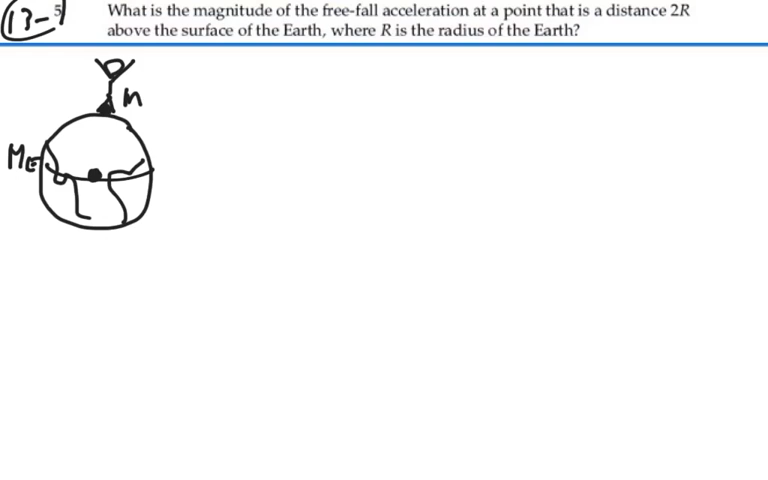 13-51
What is the magnitude of the free-fall acceleration at a point that is a distance 2R
above the surface of the Earth, where R is the radius of the Earth?
m
ME